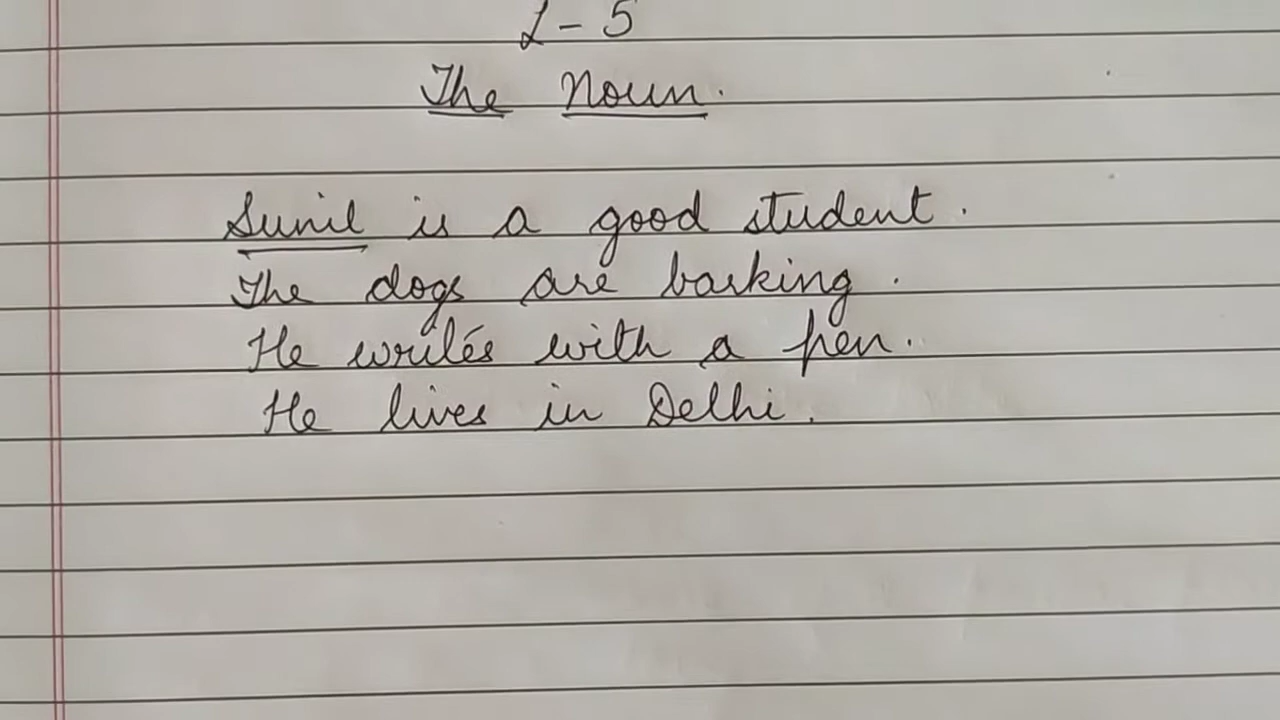 L - 5
The Noun.
Sunil is a good student.
The dogs are barking.
He writes with a pen.
He lives in Delhi.